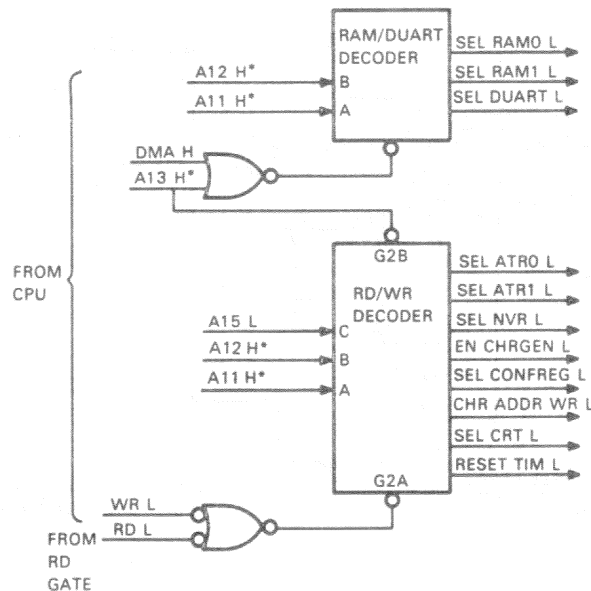 RAM/DUART
DECODER
SEL RAM0 L
A12 H*
B
SEL RAM1 L
A11 H*
A
SEL DUART L
DMA H
A13 H*
G2B
FROM
CPU
RD/WR
DECODER
SEL ATR0 L
SEL ATR1 L
A15 L
C
SEL NVR L
A12 H*
B
EN CHRGEN L
A11 H*
A
SEL CONFREG L
CHR ADDR WR L
SEL CRT L
G2A
RESET TIM L
WR L
RD L
FROM
RD
GATE